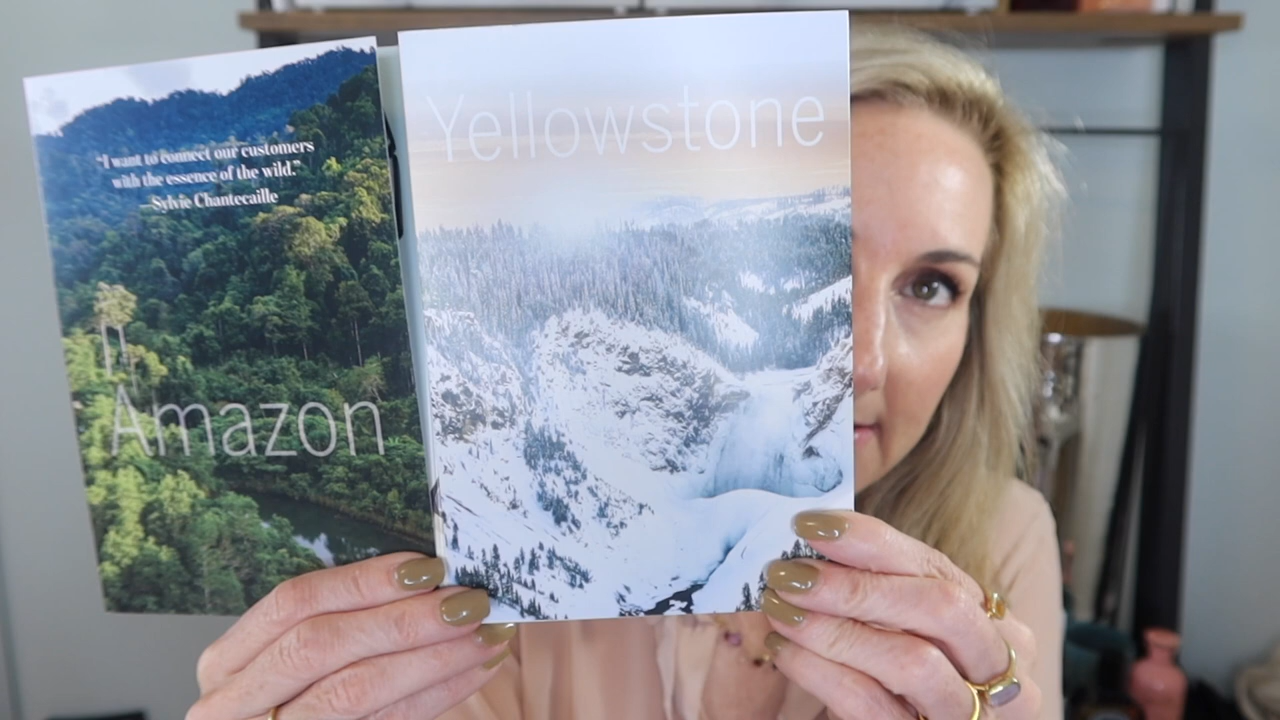 “I want to connect our customers
with the essence of the wild.”
—Sylvie Chantecaille
Amazon
Yellowstone